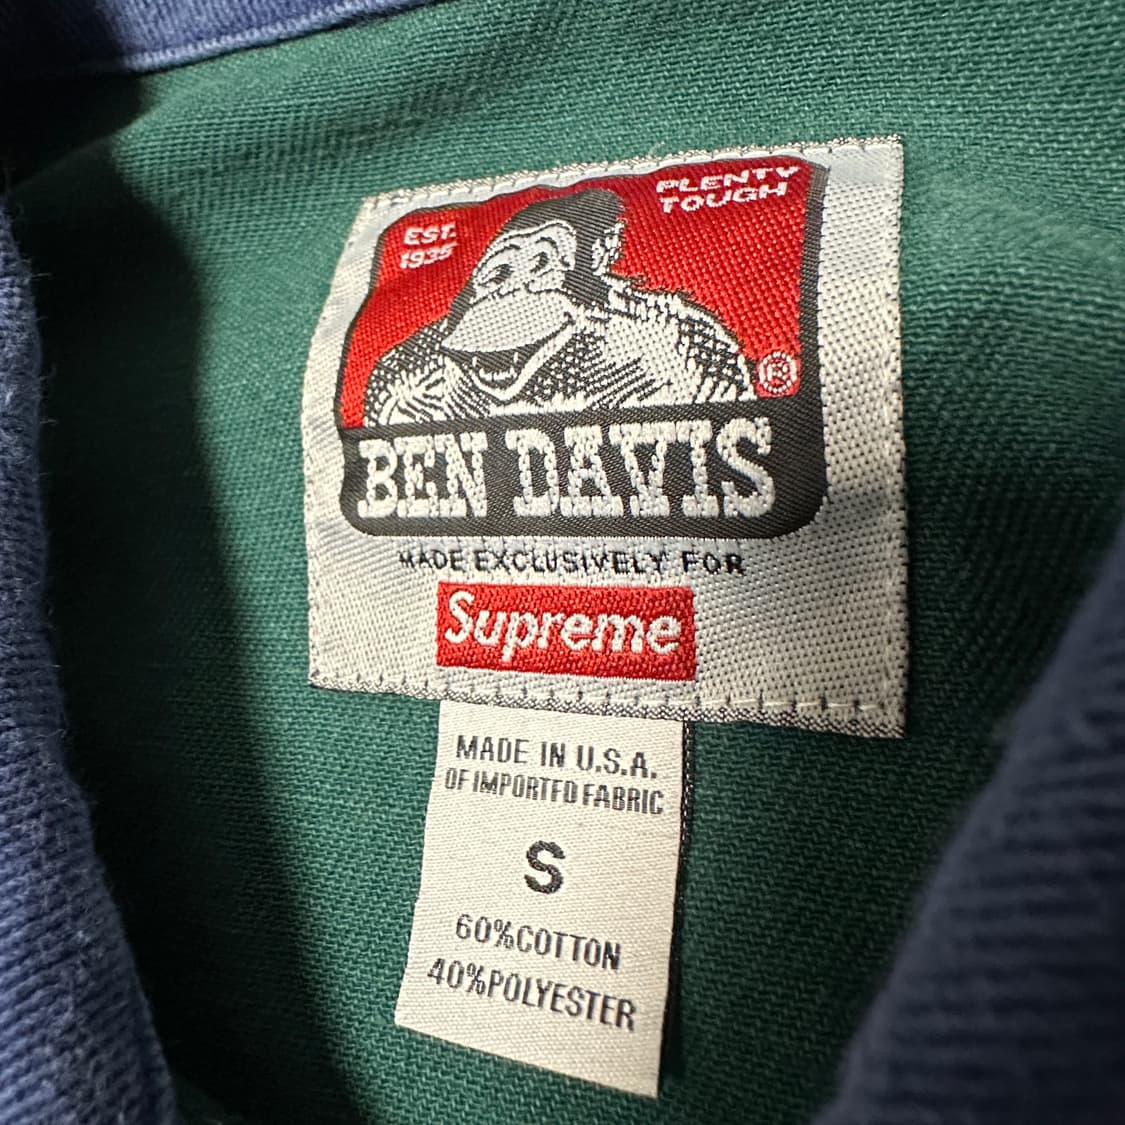 EST.
1935
PLENTY
TOUGH
®
BEN DAVIS
MADE EXCLUSIVELY FOR
Supreme
MADE IN U.S.A.
OF IMPORTED FABRIC
S
60%COTTON
40%POLYESTER